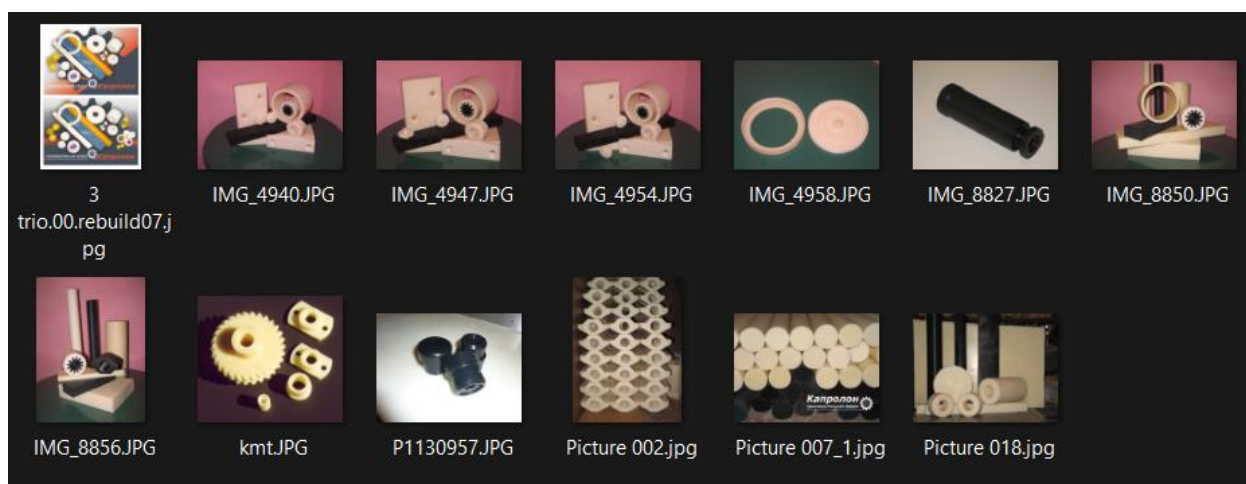 Капролон
3
trio.00.rebuild07.j
pg
IMG_4940.JPG
IMG_4947.JPG
IMG_4954.JPG
IMG_4958.JPG
IMG_8827.JPG
IMG_8850.JPG
Капролон
IMG_8856.JPG
kmt.JPG
P1130957.JPG
Picture 002.jpg
Picture 007_1.jpg
Picture 018.jpg